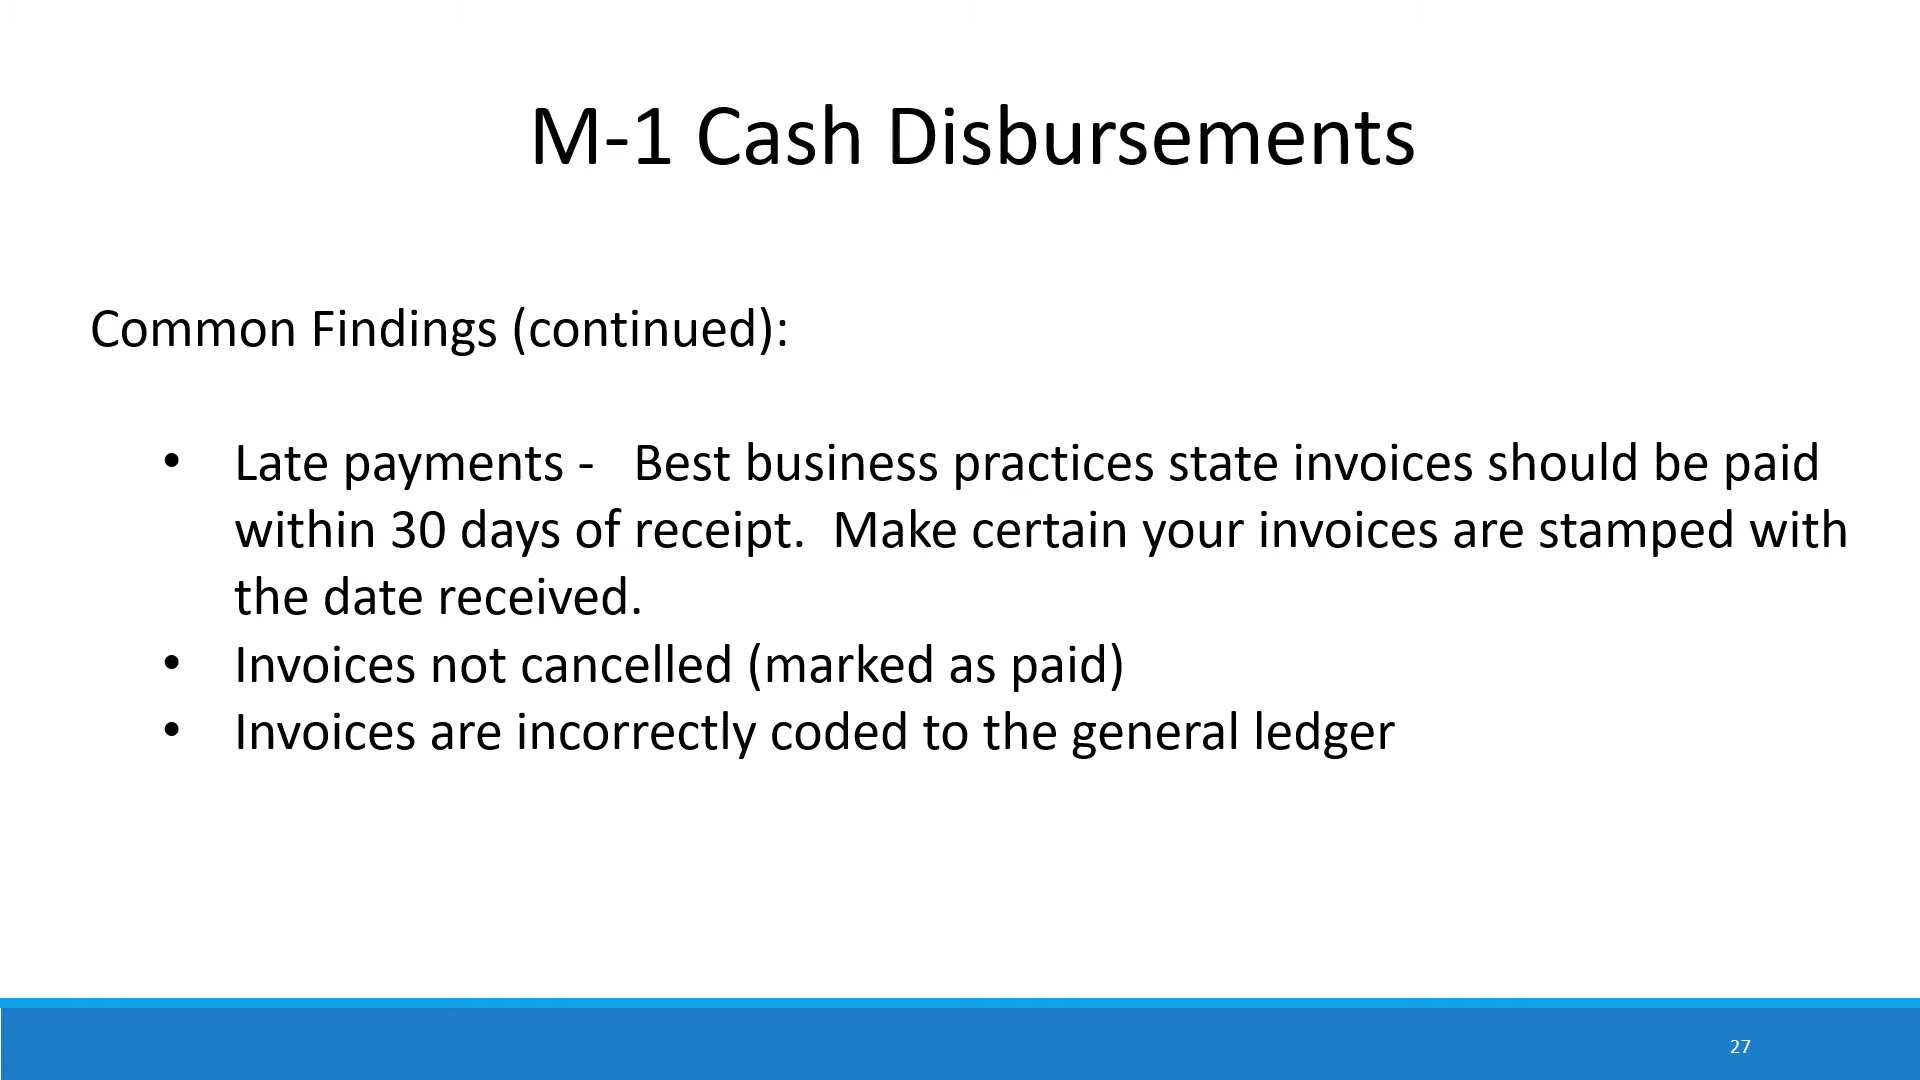 M-1 Cash Disbursements
Common Findings (continued):
• Late payments -   Best business practices state invoices should be paid
within 30 days of receipt.  Make certain your invoices are stamped with
the date received.
• Invoices not cancelled (marked as paid)
• Invoices are incorrectly coded to the general ledger
27